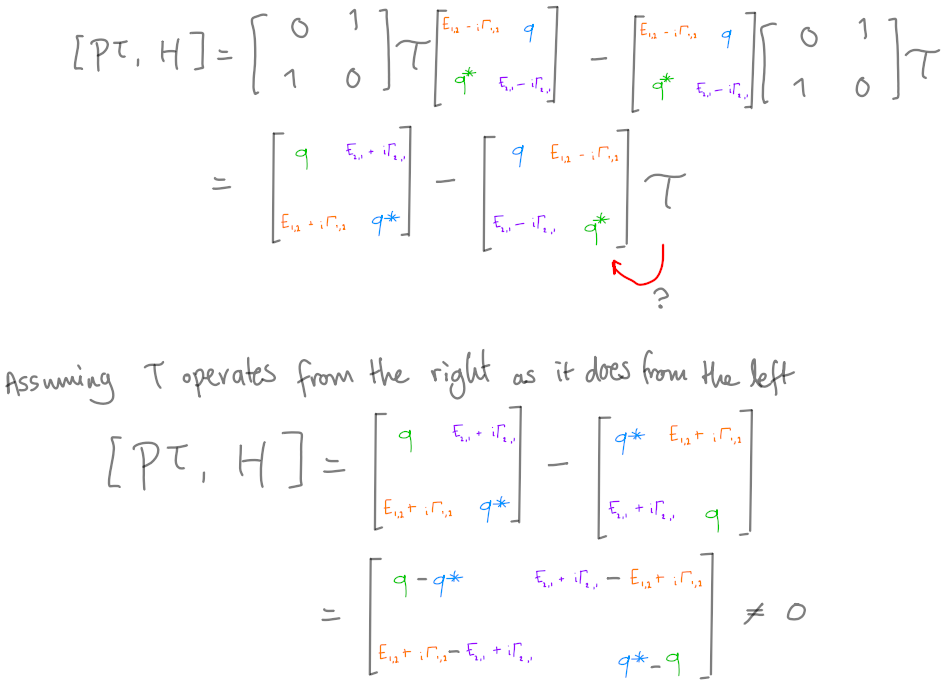 [PT, H] = [0 1; 1 0] T [E₁,₂ - iΓ₁,₂ q; q* E₂,₁ - iΓ₂,₁] - [E₁,₂ - iΓ₁,₂ q; q* E₂,₁ - iΓ₂,₁] [0 1; 1 0] T
= [q E₂,₁ + iΓ₂,₁; E₁,₂ + iΓ₁,₂ q*] - [q E₁,₂ - iΓ₁,₂; E₂,₁ - iΓ₂,₁ q*] T
?
Assuming T operates from the right as it does from the left
[PT, H] = [q E₂,₁ + iΓ₂,₁; E₁,₂ + iΓ₁,₂ q*] - [q* E₁,₂ + iΓ₁,₂; E₂,₁ + iΓ₂,₁ q]
= [q - q* E₂,₁ + iΓ₂,₁ - E₁,₂ + iΓ₁,₂; E₁,₂ + iΓ₁,₂ - E₂,₁ + iΓ₂,₁ q* - q] ≠ 0